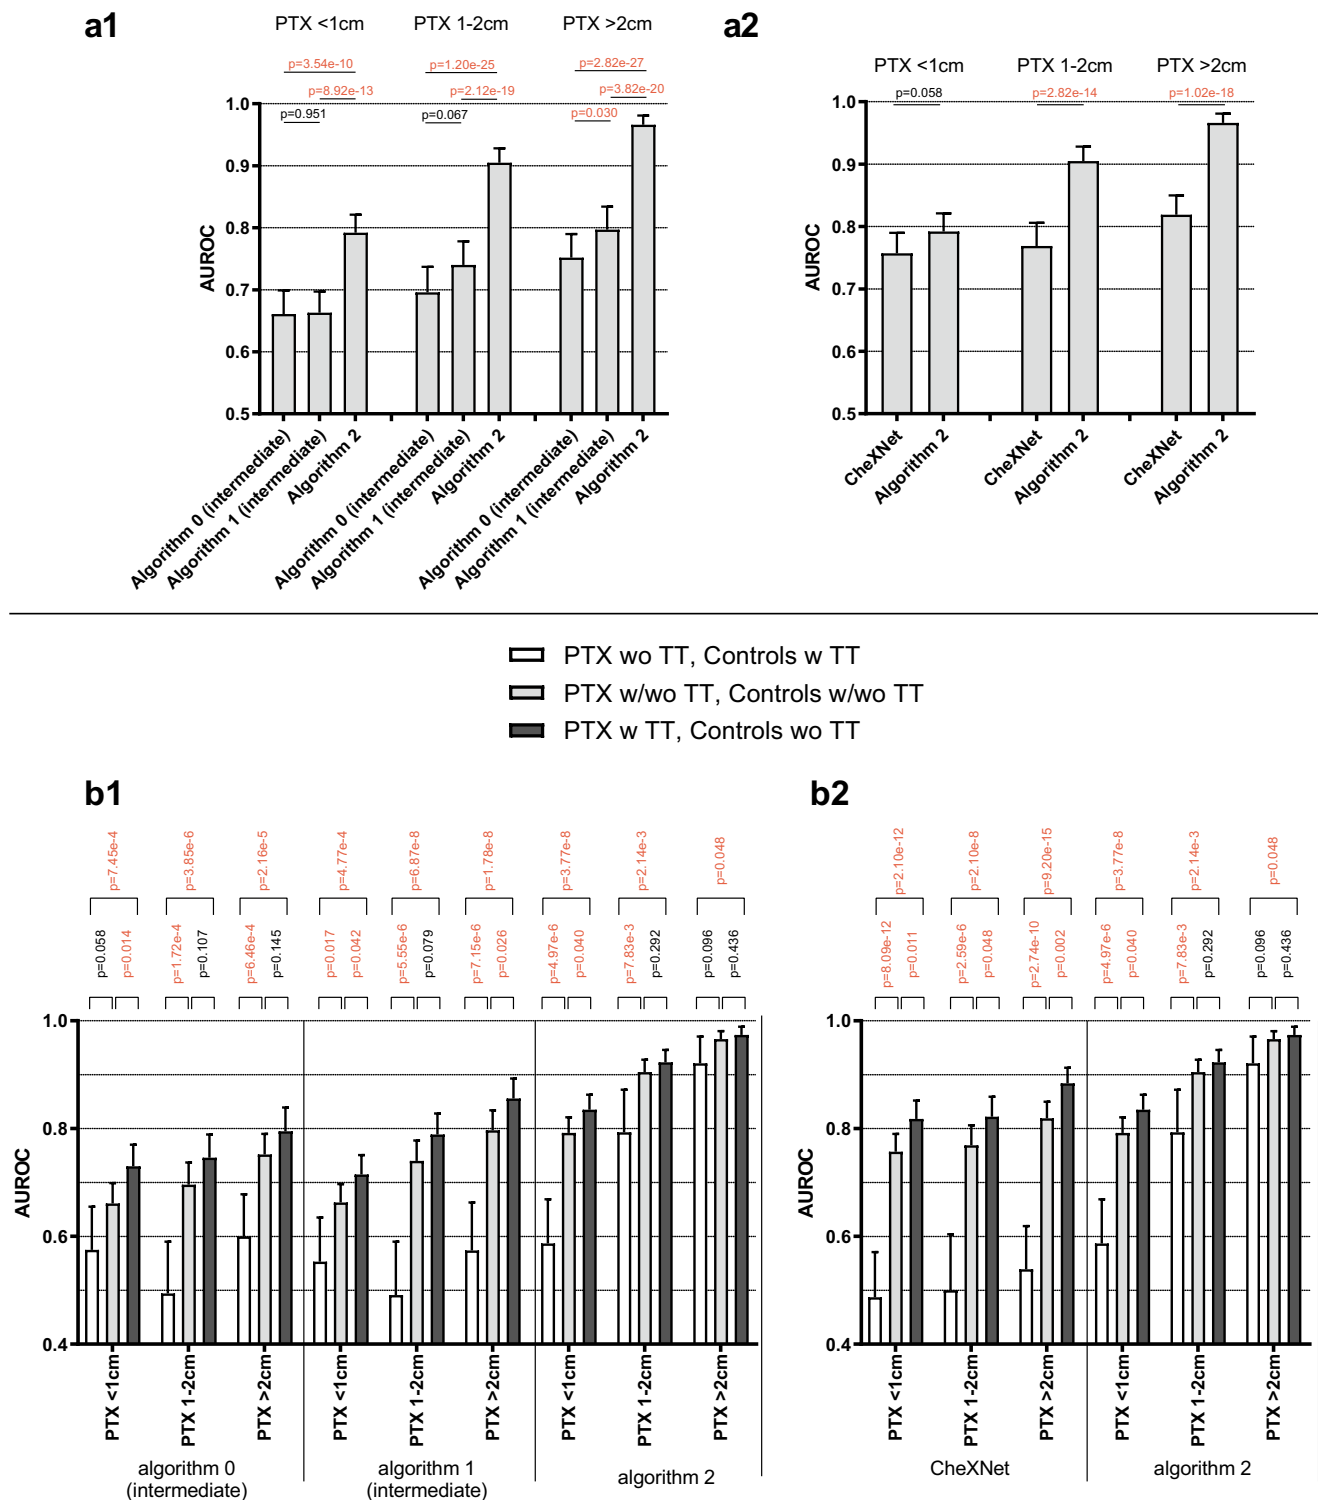 a1
PTX <1cm PTX 1-2cm PTX >2cm
p=3.54e-10 p=1.20e-25 p=2.82e-27
p=8.92e-13 p=2.12e-19 p=3.82e-20
p=0.951 p=0.067 p=0.030
1.0
0.9
0.8
0.7
0.6
0.5
AUROC
Algorithm 0 (intermediate)
Algorithm 1 (intermediate)
Algorithm 2
Algorithm 0 (intermediate)
Algorithm 1 (intermediate)
Algorithm 2
Algorithm 0 (intermediate)
Algorithm 1 (intermediate)
Algorithm 2
a2
PTX <1cm PTX 1-2cm PTX >2cm
p=0.058 p=2.82e-14 p=1.02e-18
1.0
0.9
0.8
0.7
0.6
0.5
AUROC
CheXNet
Algorithm 2
CheXNet
Algorithm 2
CheXNet
Algorithm 2
PTX wo TT, Controls w TT
PTX w/wo TT, Controls w/wo TT
PTX w TT, Controls wo TT
b1
p=7.45e-4
p=3.85e-6
p=2.16e-5
p=4.77e-4
p=6.87e-8
p=1.78e-8
p=3.77e-8
p=2.14e-3
p=0.048
p=0.058
p=0.014
p=1.72e-4
p=0.107
p=6.46e-4
p=0.145
p=0.017
p=0.042
p=5.55e-6
p=0.079
p=7.15e-6
p=0.026
p=4.97e-6
p=0.040
p=7.83e-3
p=0.292
p=0.096
p=0.436
1.0
0.8
0.6
0.4
AUROC
PTX <1cm
PTX 1-2cm
PTX >2cm
PTX <1cm
PTX 1-2cm
PTX >2cm
PTX <1cm
PTX 1-2cm
PTX >2cm
algorithm 0
(intermediate)
algorithm 1
(intermediate)
algorithm 2
b2
p=2.10e-12
p=2.10e-8
p=9.20e-15
p=3.77e-8
p=2.14e-3
p=0.048
p=8.09e-12
p=0.011
p=2.59e-6
p=0.048
p=2.74e-10
p=0.002
p=4.97e-6
p=0.040
p=7.83e-3
p=0.292
p=0.096
p=0.436
1.0
0.8
0.6
0.4
AUROC
PTX <1cm
PTX 1-2cm
PTX >2cm
PTX <1cm
PTX 1-2cm
PTX >2cm
CheXNet
algorithm 2